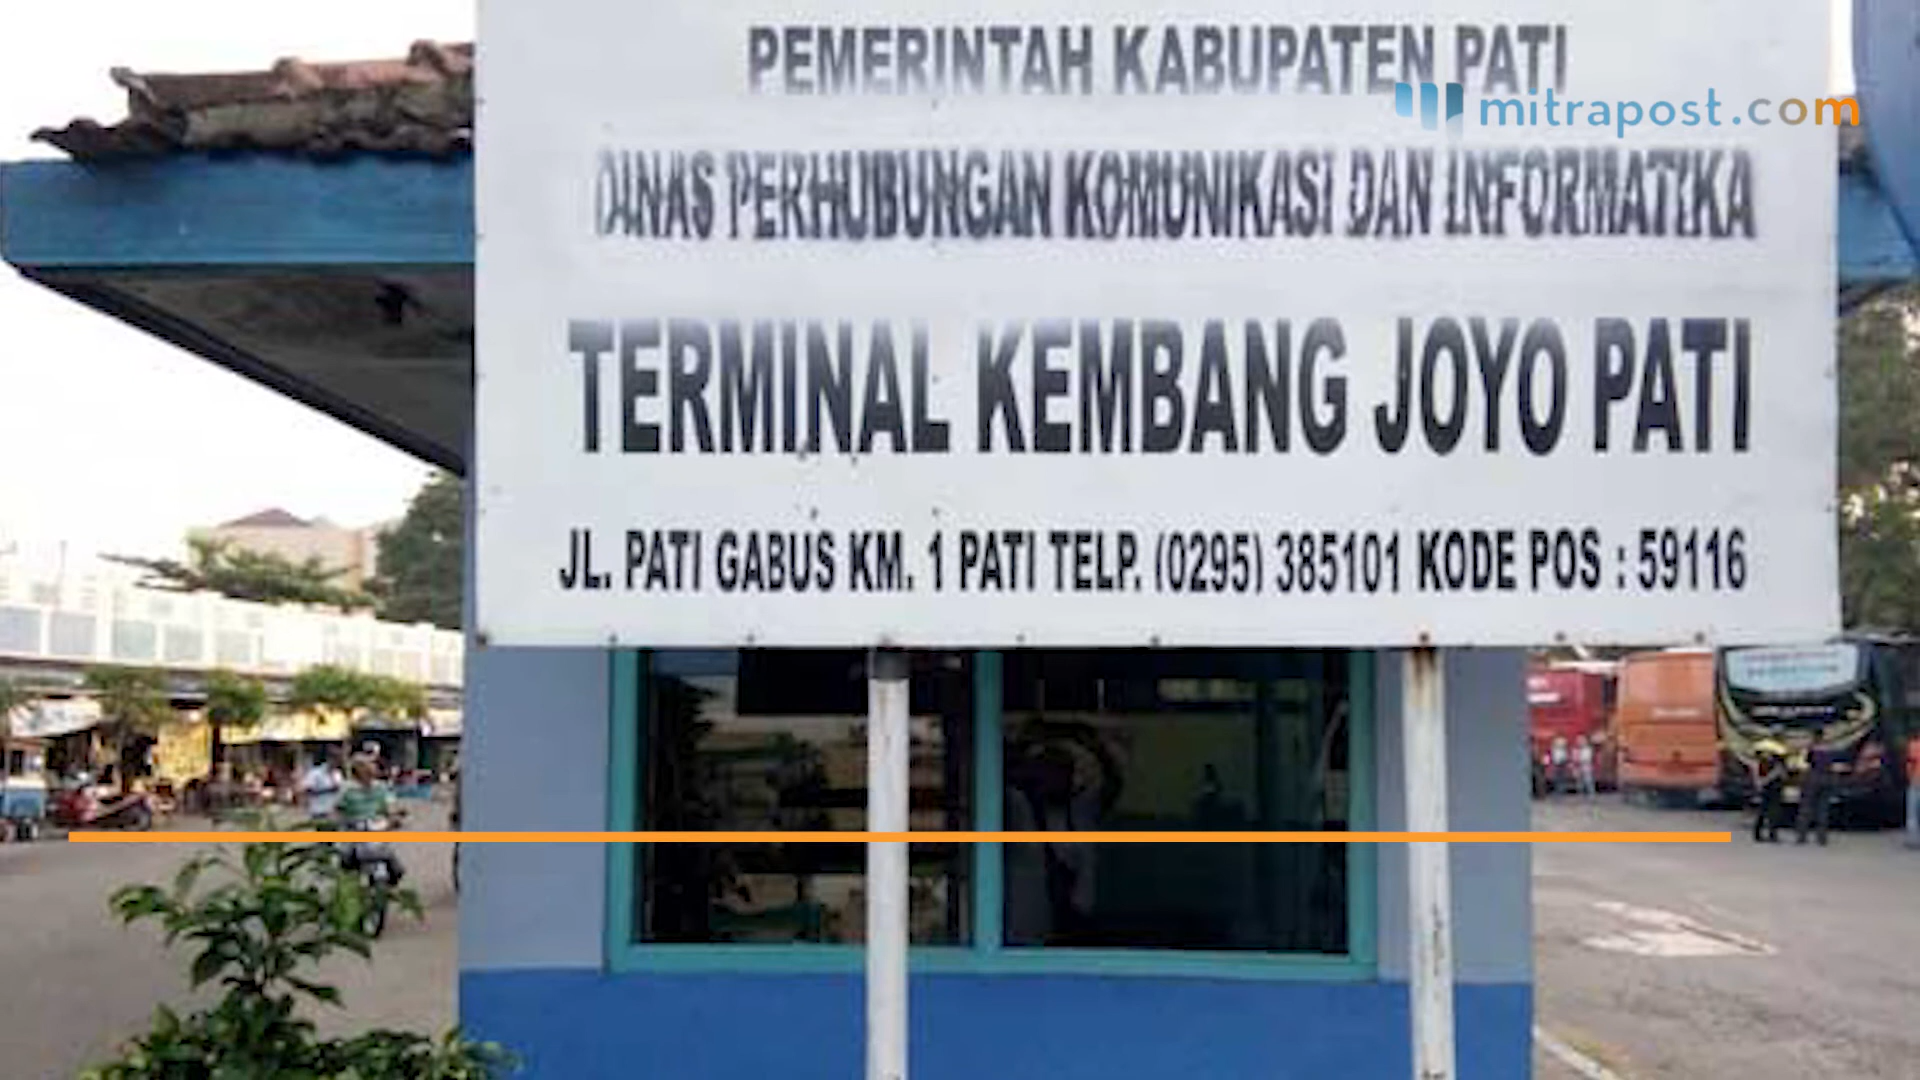 PEMERINTAH KABUPATEN PATI
mitrapost.com
DINAS PERHUBUNGAN KOMUNIKASI DAN INFORMATIKA
TERMINAL KEMBANG JOYO PATI
JL. PATI GABUS KM. 1 PATI TELP. (0295) 385101 KODE POS : 59116